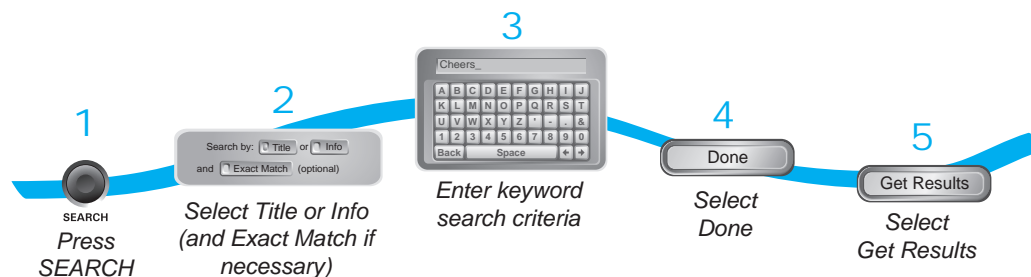 1
SEARCH
Press
SEARCH
2
Search by: Title or Info
and Exact Match (optional)
Select Title or Info
(and Exact Match if
necessary)
3
Cheers_
A B C D E F G H I J
K L M N O P Q R S T
U V W X Y Z ' - . &
1 2 3 4 5 6 7 8 9 0
Back Space
Enter keyword
search criteria
4
Done
Select
Done
5
Get Results
Select
Get Results